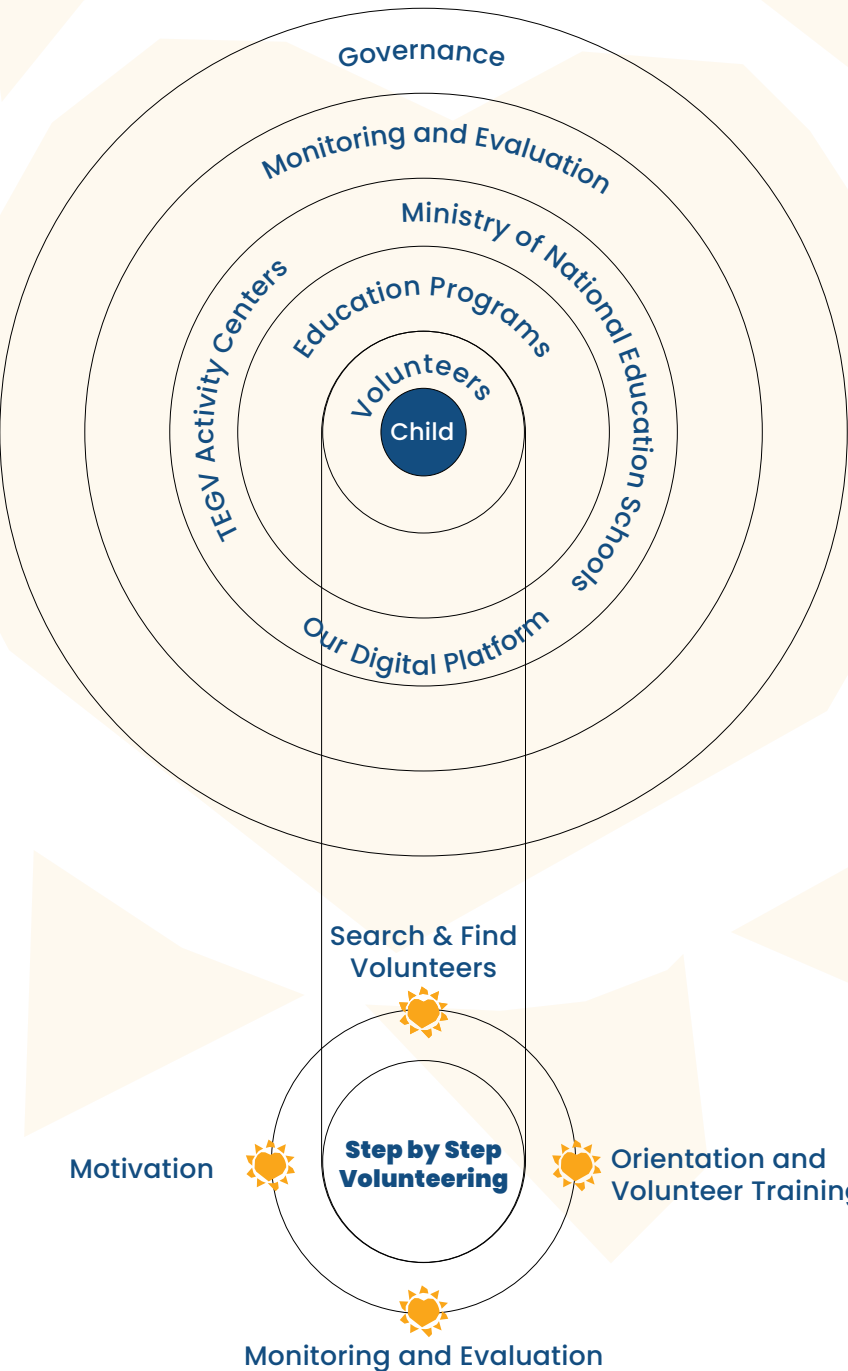 Governance
Monitoring and Evaluation
Ministry of National Education Schools
TEGV Activity Centers
Education Programs
Volunteers
Child
Our Digital Platform
Search & Find
Volunteers
Motivation
Step by Step
Volunteering
Orientation and
Volunteer Training
Monitoring and Evaluation